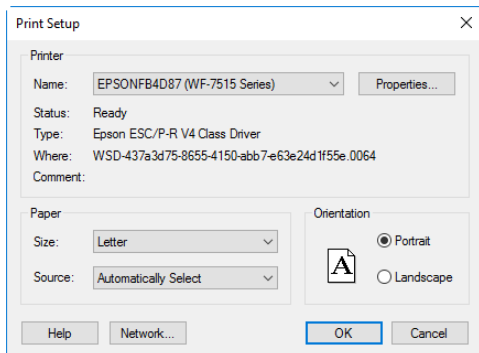 Print Setup
Printer
Name: EPSONFB4D87 (WF-7515 Series) Properties...
Status: Ready
Type: Epson ESC/P-R V4 Class Driver
Where: WSD-437a3d75-8655-4150-abb7-e63e24d1f55e.0064
Comment:
Paper
Size: Letter
Source: Automatically Select
Orientation
A
Portrait
Landscape
Help Network... OK Cancel